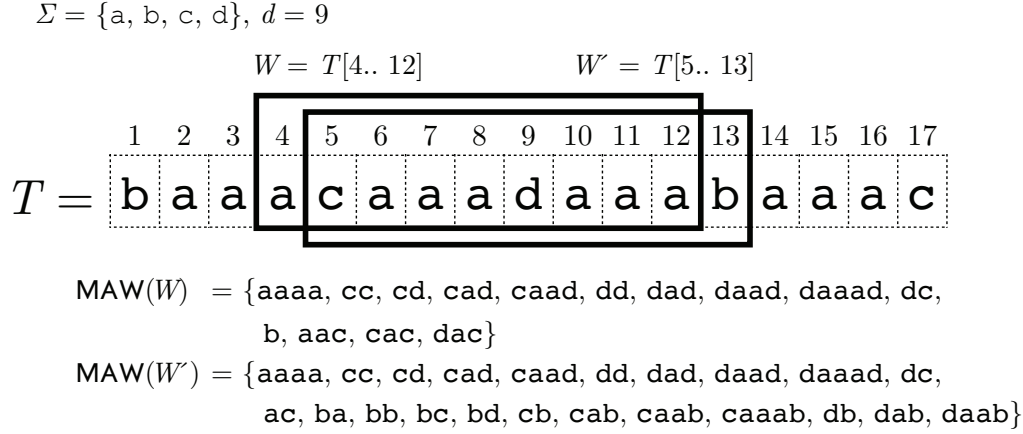 Σ = {a, b, c, d}, d = 9
W = T[4.. 12] W´ = T[5.. 13]
1 2 3 4 5 6 7 8 9 10 11 12 13 14 15 16 17
T = b a a a c a a a d a a a b a a a c
MAW(W) = {aaaa, cc, cd, cad, caad, dd, dad, daad, daaad, dc,
b, aac, cac, dac}
MAW(W´) = {aaaa, cc, cd, cad, caad, dd, dad, daad, daaad, dc,
ac, ba, bb, bc, bd, cb, cab, caab, caaab, db, dab, daab}